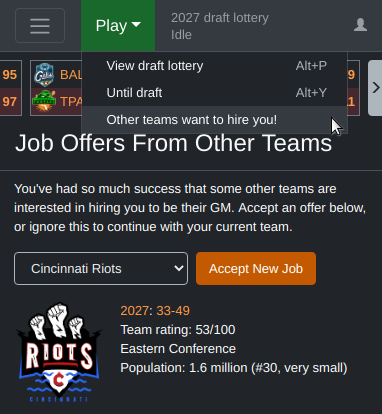 Play
2027 draft lottery
Idle
95 BAL 9
97 TPA 1
View draft lottery Alt+P
Until draft Alt+Y
Other teams want to hire you!
Job Offers From Other Teams
You've had so much success that some other teams are
interested in hiring you to be their GM. Accept an offer below,
or ignore this to continue with your current team.
Cincinnati Riots
Accept New Job
RIOTS
C
CINCINNATI
2027: 33-49
Team rating: 53/100
Eastern Conference
Population: 1.6 million (#30, very small)